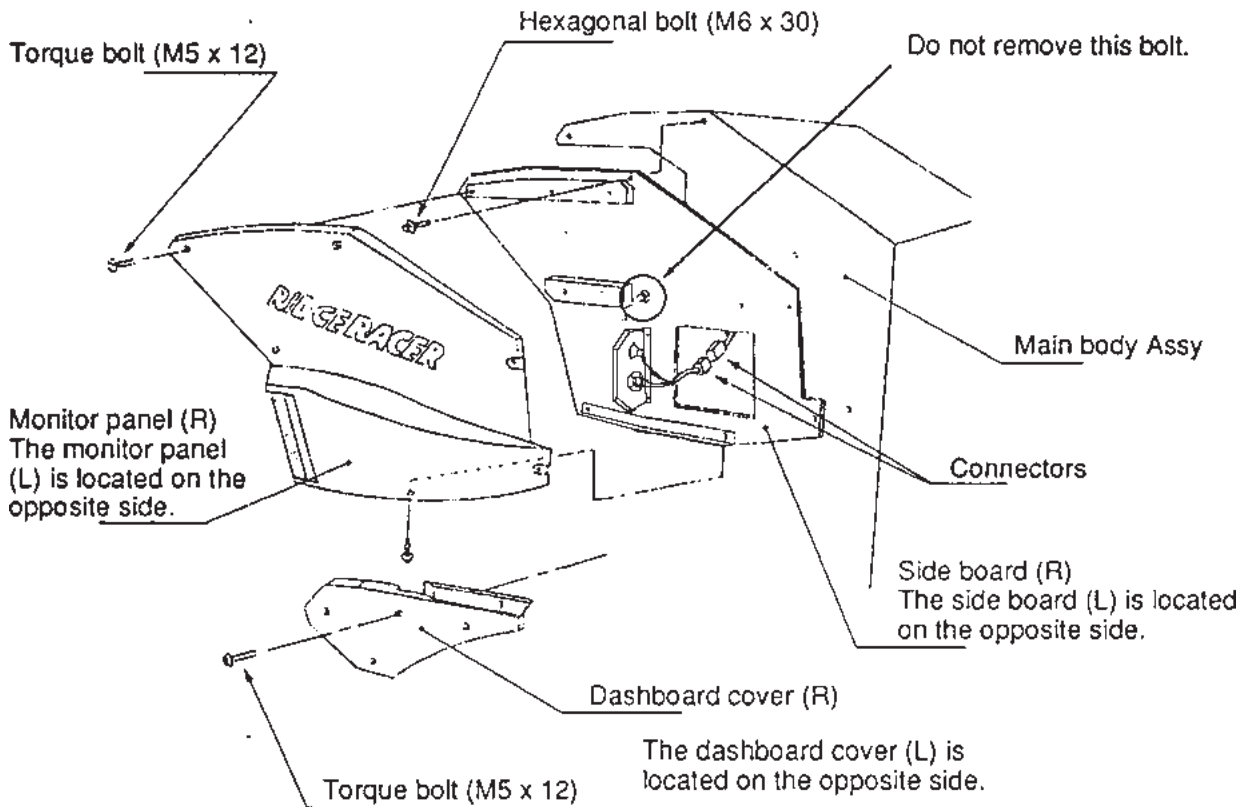 Hexagonal bolt (M6 x 30)
Torque bolt (M5 x 12)
Do not remove this bolt.
RIDGE RACER
Main body Assy
Monitor panel (R)
The monitor panel
(L) is located on the
opposite side.
Connectors
Side board (R)
The side board (L) is located
on the opposite side.
Dashboard cover (R)
The dashboard cover (L) is
located on the opposite side.
Torque bolt (M5 x 12)